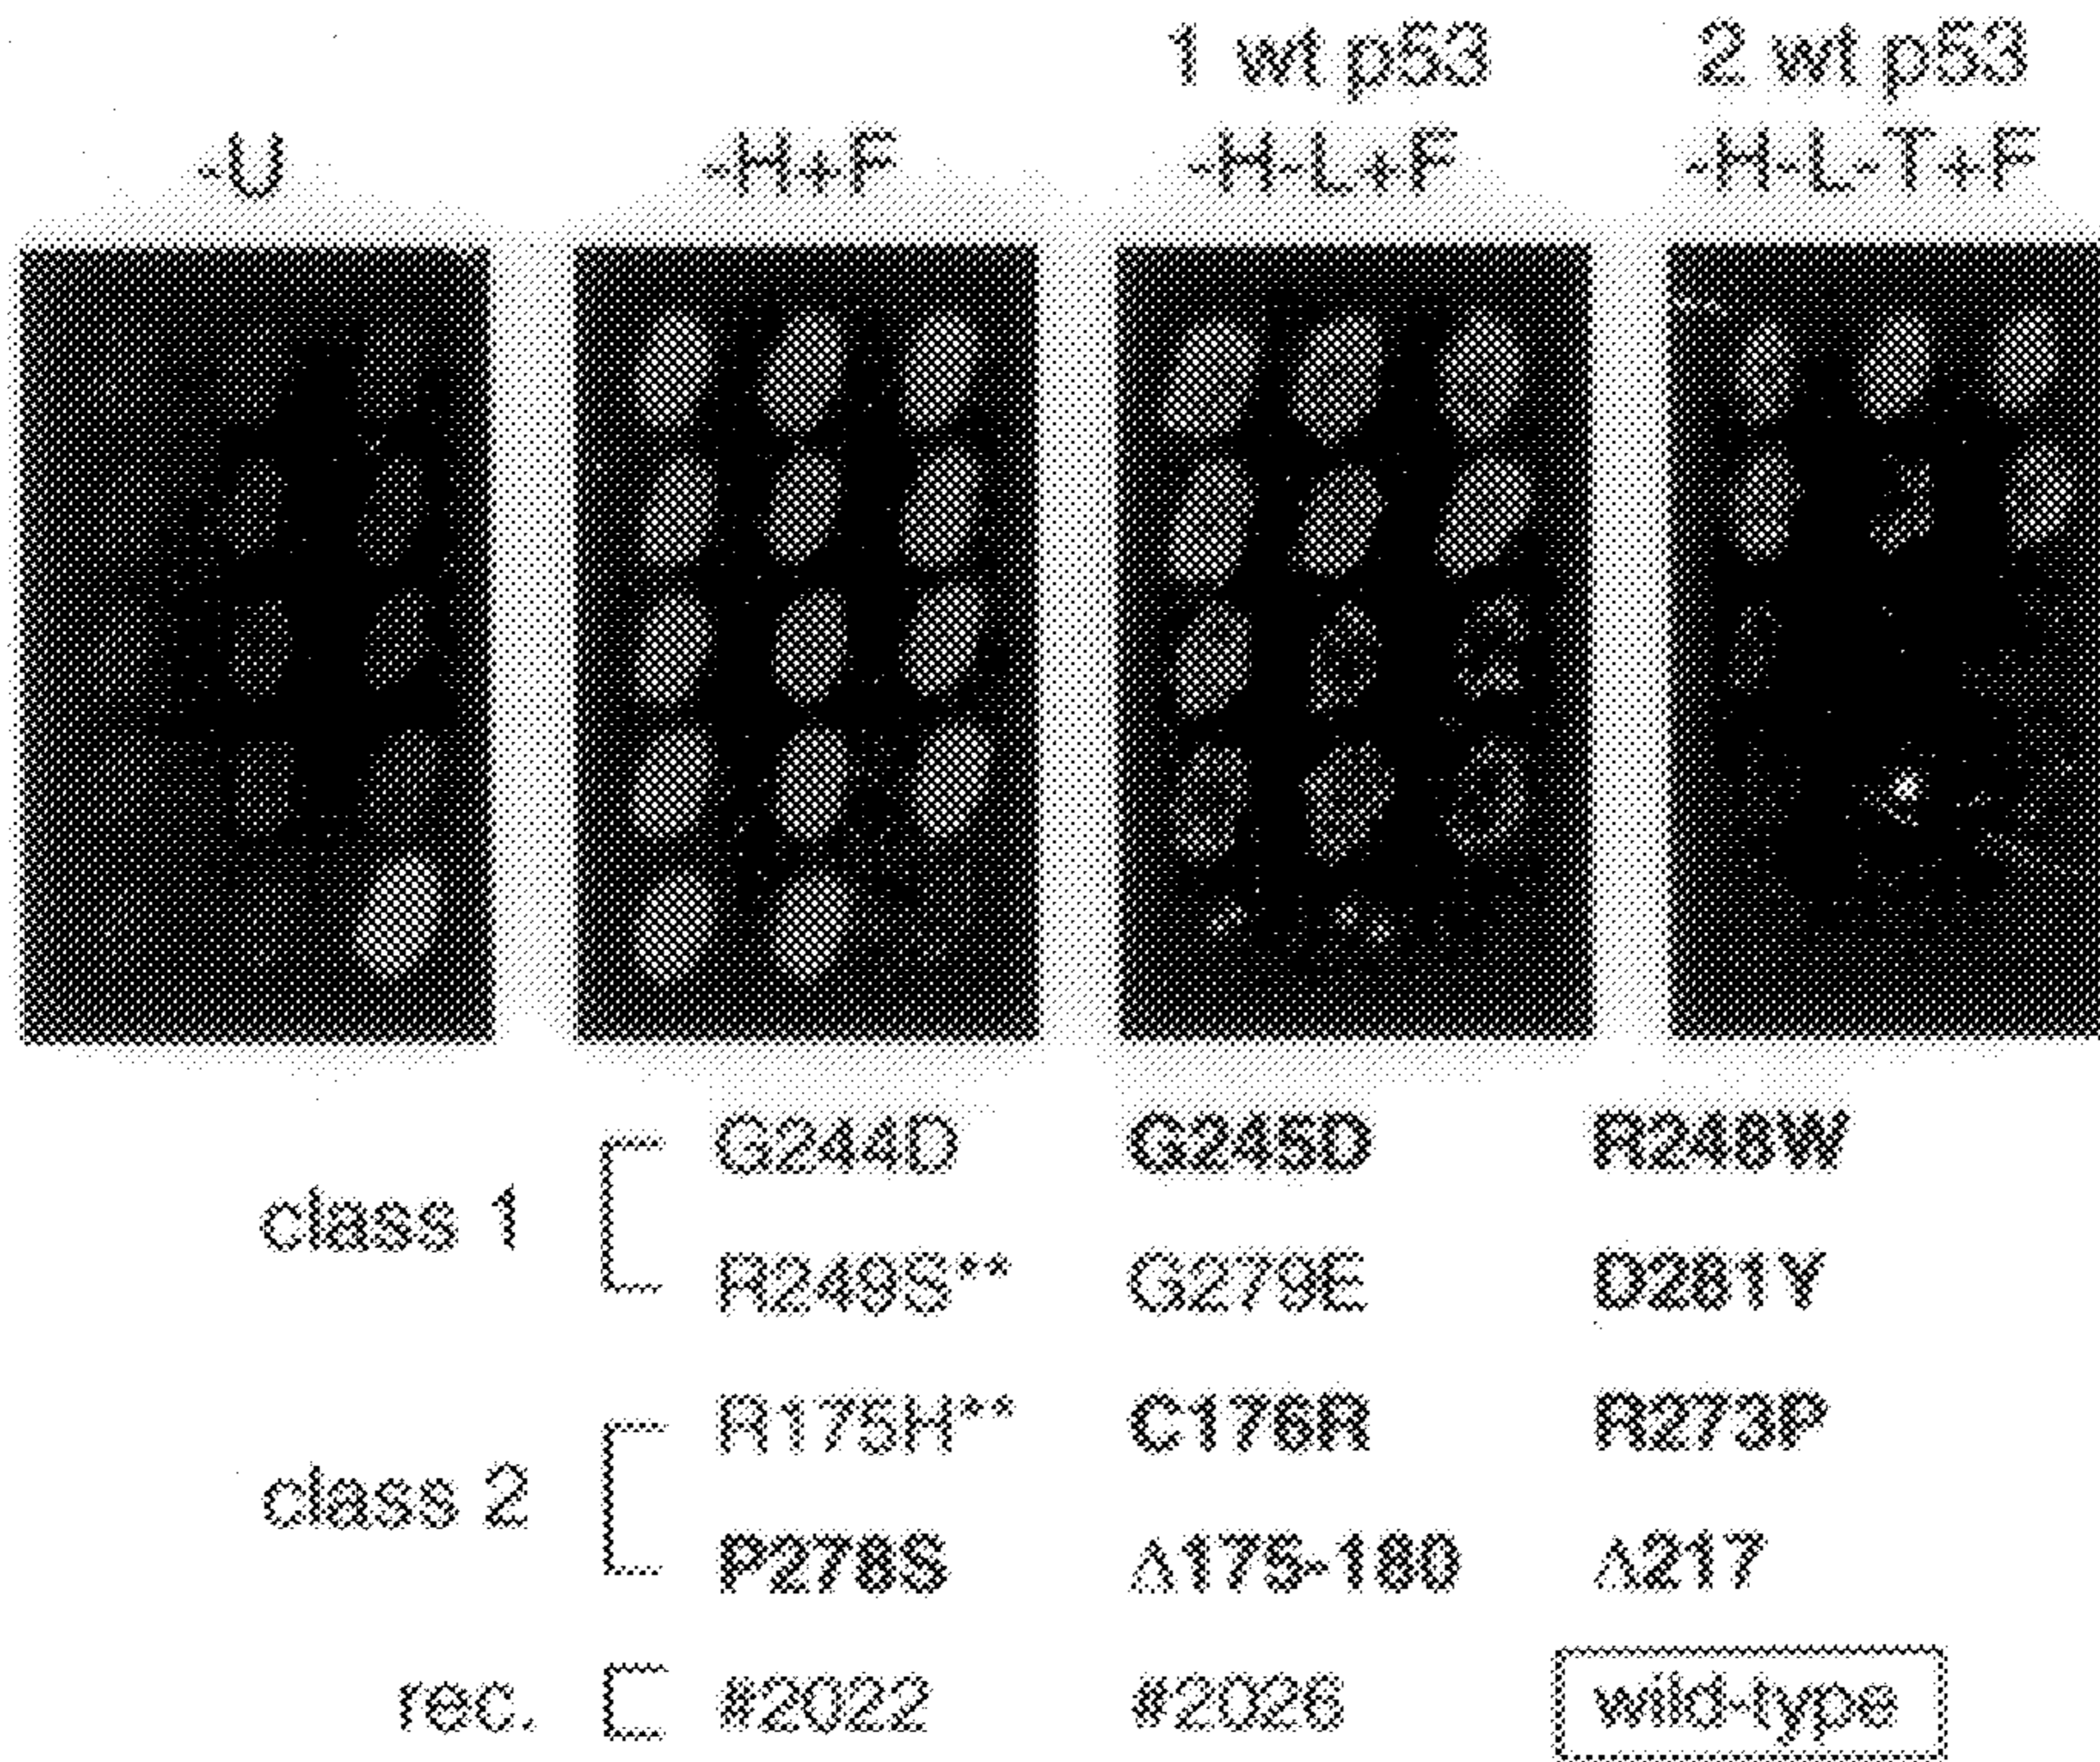 1 wt p53 2 wt p53
-U -H+F -H-L+F -H-L-T+F
class 1
G244D G245D R248W
R249S** G279E D281Y
class 2
R175H** C176R R273P
P278S Δ175-180 Δ217
rec. #2022 #2026 wild-type